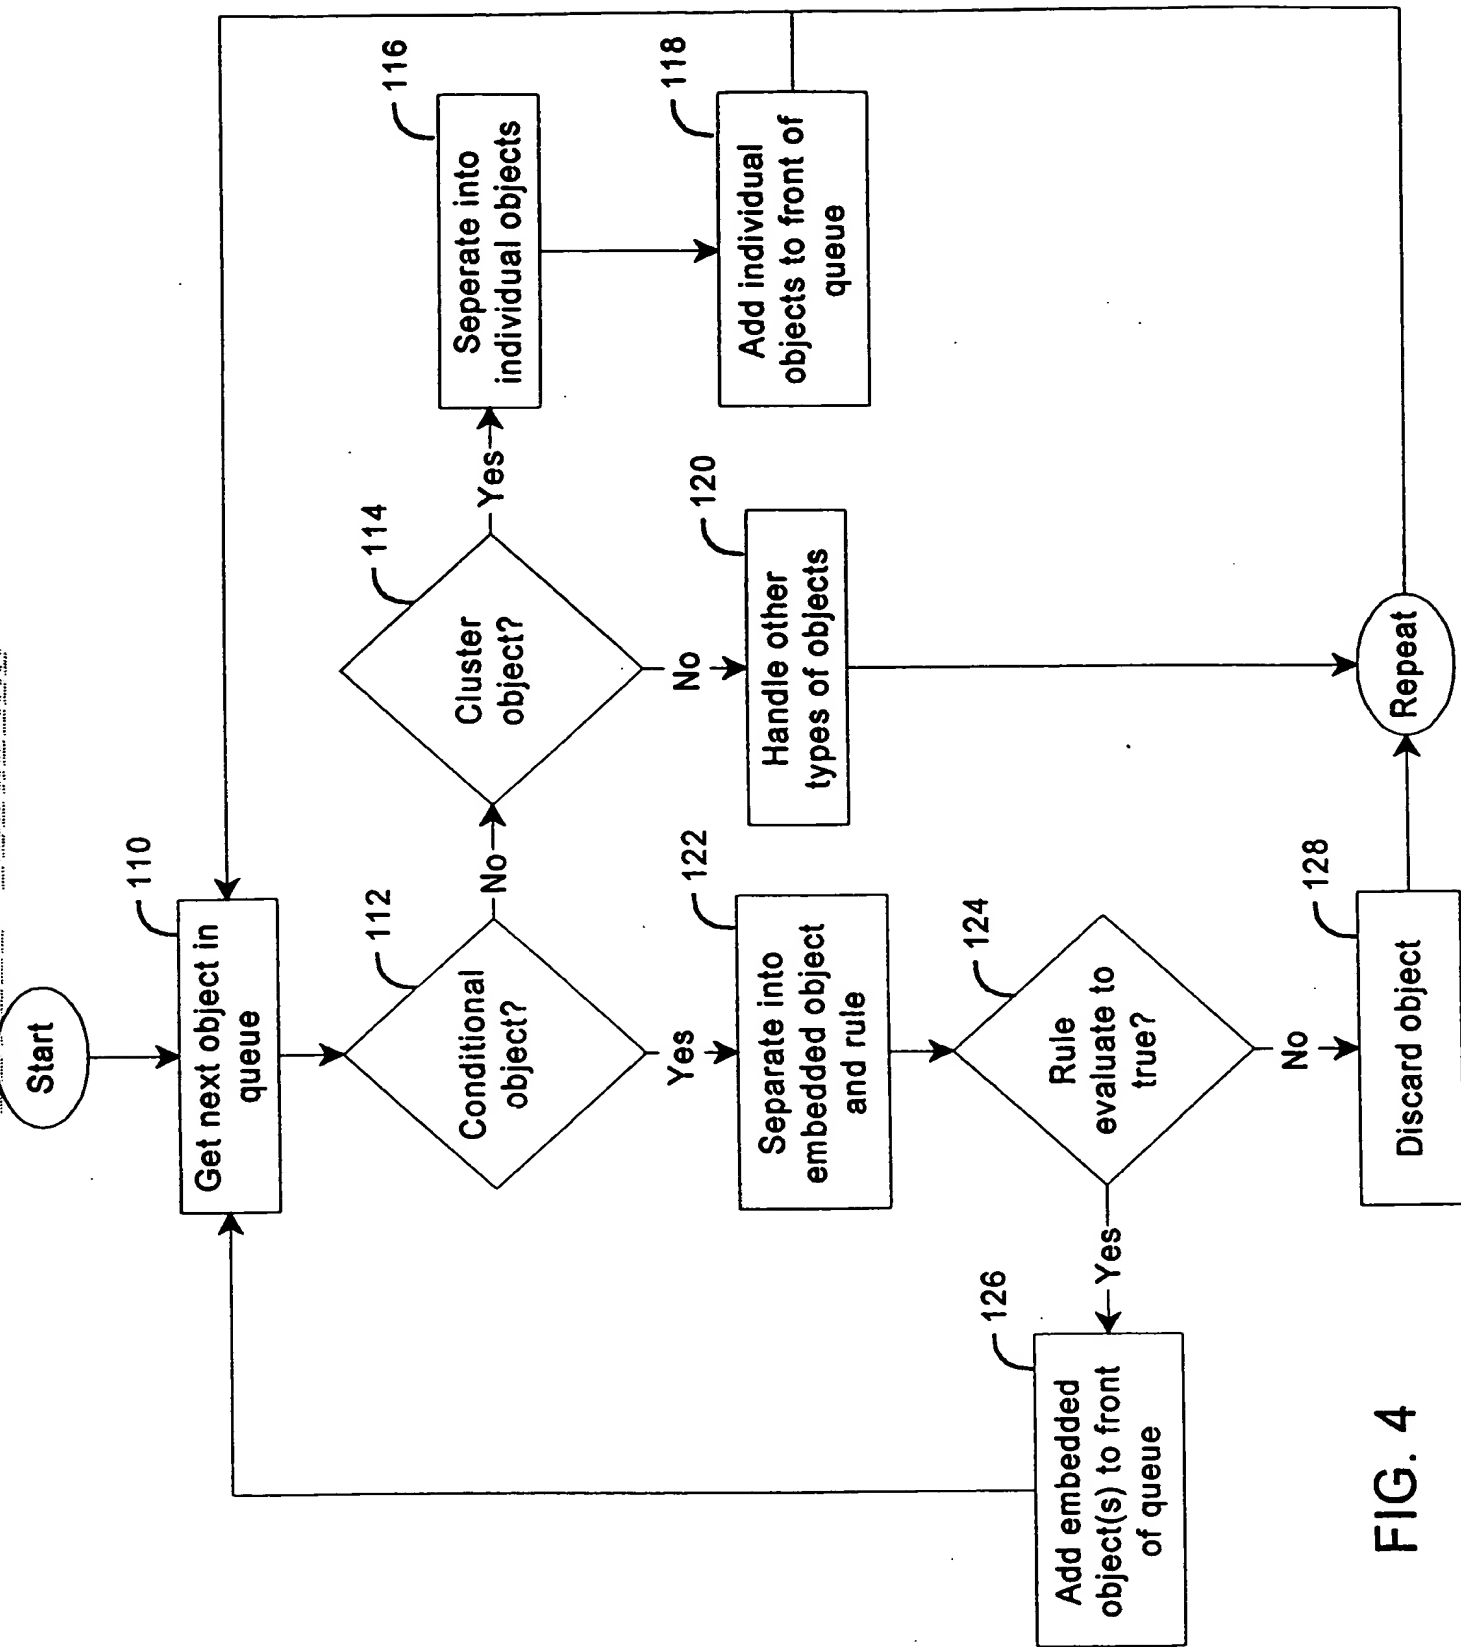 Start
110
Get next object in
queue
112
Conditional
object?
No
114
Cluster
object?
Yes
116
Seperate into
individual objects
118
Add individual
objects to front of
queue
No
120
Handle other
types of objects
Yes
122
Separate into
embedded object
and rule
124
Rule
evaluate to
true?
Yes
126
Add embedded
object(s) to front
of queue
No
128
Discard object
Repeat
FIG. 4